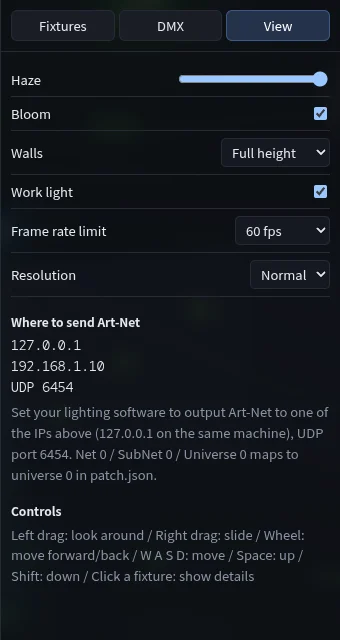 Fixtures DMX View
Haze
Bloom
Walls Full height
Work light
Frame rate limit 60 fps
Resolution Normal
Where to send Art-Net
127.0.0.1
192.168.1.10
UDP 6454
Set your lighting software to output Art-Net to one of
the IPs above (127.0.0.1 on the same machine), UDP
port 6454. Net 0 / SubNet 0 / Universe 0 maps to
universe 0 in patch.json.
Controls
Left drag: look around / Right drag: slide / Wheel:
move forward/back / W A S D: move / Space: up /
Shift: down / Click a fixture: show details